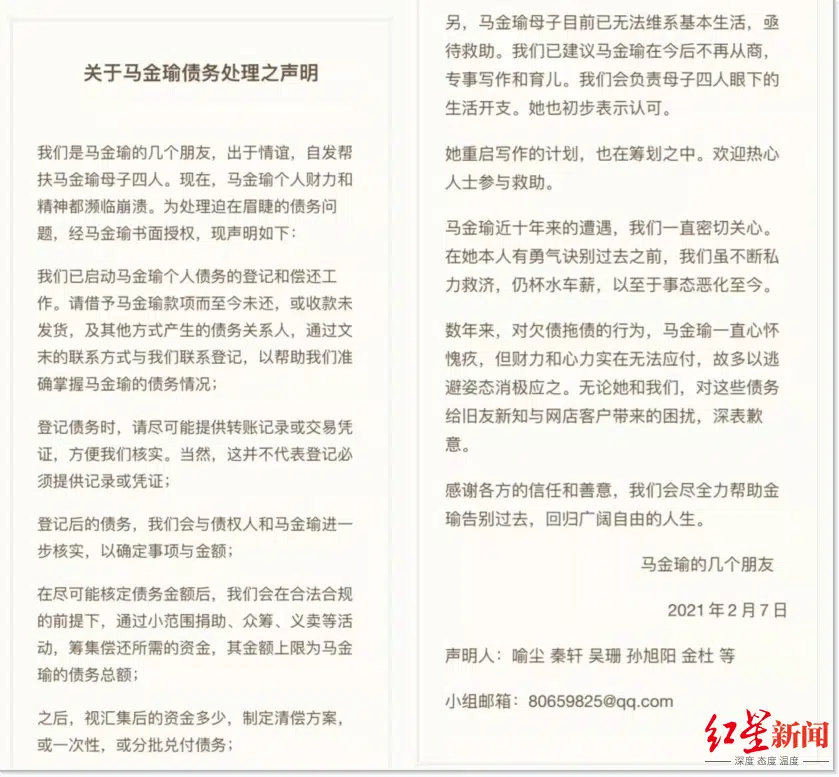 关于马金瑜债务处理之声明
我们是马金瑜的几个朋友，出于情谊，自发帮
扶马金瑜母子四人。现在，马金瑜个人财力和
精神都濒临崩溃。为处理迫在眉睫的债务问
题，经马金瑜书面授权，现声明如下：
我们已启动马金瑜个人债务的登记和偿还工
作。请借予马金瑜款项而至今未还，或收款未
发货，及其他方式产生的债务关系人，通过文
末的联系方式与我们联系登记，以帮助我们准
确掌握马金瑜的债务情况；
登记债务时，请尽可能提供转账记录或交易凭
证，方便我们核实。当然，这并不代表登记必
须提供记录或凭证；
登记后的债务，我们会与债权人和马金瑜进一
步核实，以确定事项与金额；
在尽可能核定债务金额后，我们会在合法合规
的前提下，通过小范围捐助、众筹、义卖等活
动，筹集偿还所需的资金，其金额上限为马金
瑜的债务总额；
之后，视汇集后的资金多少，制定清偿方案，
或一次性，或分批兑付债务；
另，马金瑜母子目前已无法维系基本生活，亟
待救助。我们已建议马金瑜在今后不再从商，
专事写作和育儿。我们会负责母子四人眼下的
生活开支。她也初步表示认可。
她重启写作的计划，也在筹划之中。欢迎热心
人士参与救助。
马金瑜近十年来的遭遇，我们一直密切关心。
在她本人有勇气诀别过去之前，我们虽不断私
力救济，仍杯水车薪，以至于事态恶化至今。
数年来，对欠债拖债的行为，马金瑜一直心怀
愧疚，但财力和心力实在无法应付，故多以逃
避姿态消极应之。无论她和我们，对这些债务
给旧友新知与网店客户带来的困扰，深表歉
意。
感谢各方的信任和善意，我们会尽全力帮助金
瑜告别过去，回归广阔自由的人生。
马金瑜的几个朋友
2021年2月7日
声明人：喻尘 秦轩 吴珊 孙旭阳 金杜 等
小组邮箱：80659825@qq.com
红星新闻
深度 态度 温度